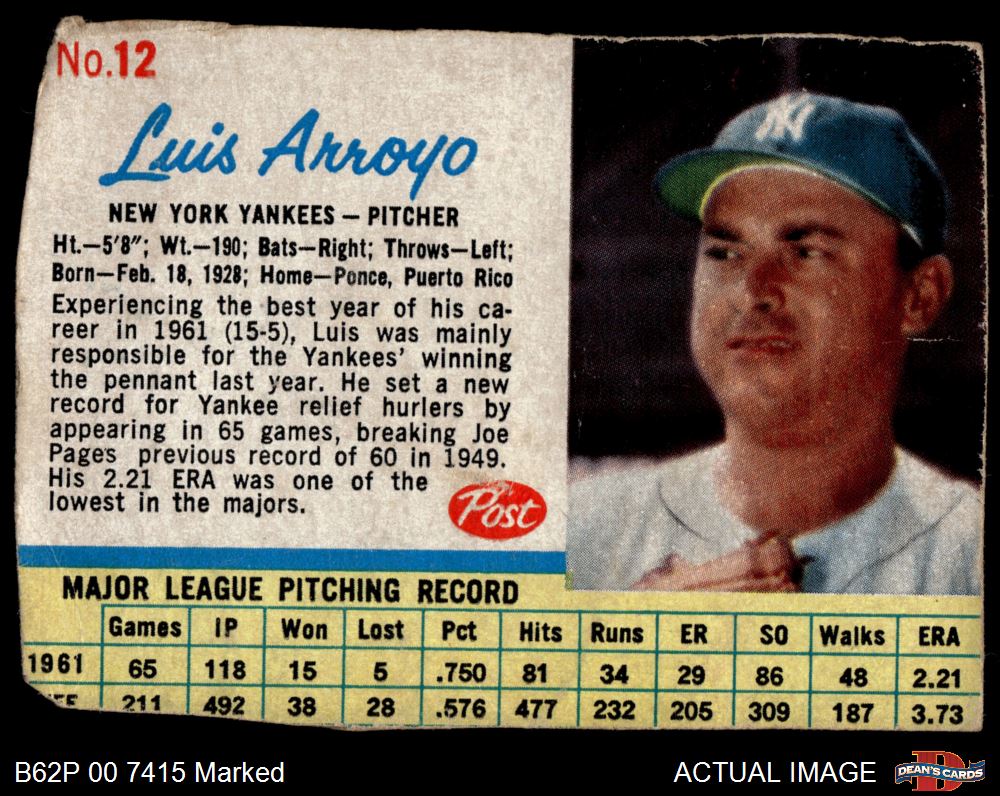 No.12
Luis Arroyo
NEW YORK YANKEES – PITCHER
Ht.—5'8"; Wt.—190; Bats—Right; Throws—Left;
Born—Feb. 18, 1928; Home—Ponce, Puerto Rico
Experiencing the best year of his ca-
reer in 1961 (15-5), Luis was mainly
responsible for the Yankees' winning
the pennant last year. He set a new
record for Yankee relief hurlers by
appearing in 65 games, breaking Joe
Page's previous record of 60 in 1949.
His 2.21 ERA was one of the
lowest in the majors.
Post
NY
MAJOR LEAGUE PITCHING RECORD
Games IP Won Lost Pct Hits Runs ER SO Walks ERA
1961 65 118 15 5 .750 81 34 29 86 48 2.21
211 492 38 28 .576 477 232 205 309 187 3.73
B62P 00 7415 Marked
ACTUAL IMAGE
DEAN'S CARDS